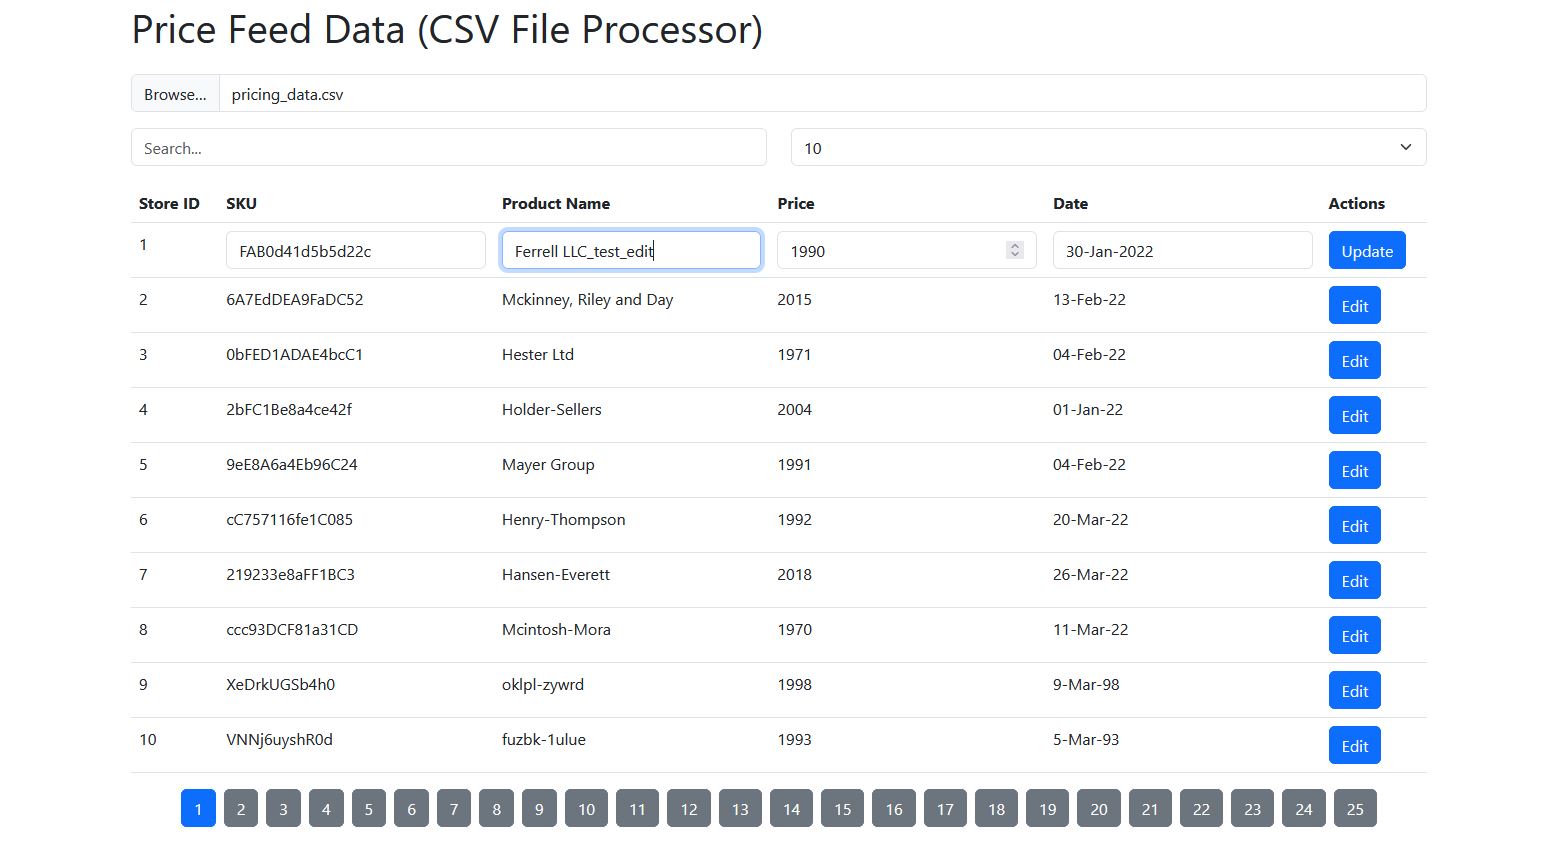 Price Feed Data (CSV File Processor)
Browse... pricing_data.csv
Search... 10
Store ID SKU Product Name Price Date Actions
1 FAB0d41d5b5d22c Ferrell LLC_test_edit 1990 30-Jan-2022 Update
2 6A7EdDEA9FaDC52 Mckinney, Riley and Day 2015 13-Feb-22 Edit
3 0bFED1ADAE4bcC1 Hester Ltd 1971 04-Feb-22 Edit
4 2bFC1Be8a4ce42f Holder-Sellers 2004 01-Jan-22 Edit
5 9eE8A6a4Eb96C24 Mayer Group 1991 04-Feb-22 Edit
6 cC757116fe1C085 Henry-Thompson 1992 20-Mar-22 Edit
7 219233e8aFF1BC3 Hansen-Everett 2018 26-Mar-22 Edit
8 ccc93DCF81a31CD Mcintosh-Mora 1970 11-Mar-22 Edit
9 XeDrkUGSb4h0 oklpl-zywrd 1998 9-Mar-98 Edit
10 VNNj6uyshR0d fuzbk-1ulue 1993 5-Mar-93 Edit
1 2 3 4 5 6 7 8 9 10 11 12 13 14 15 16 17 18 19 20 21 22 23 24 25